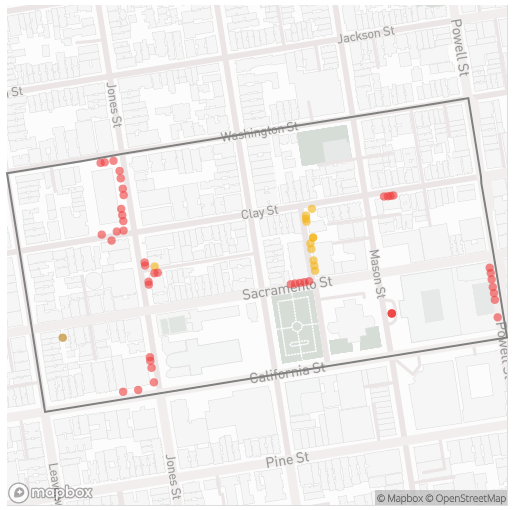 Jackson St
Powell St
St
Jones St
Washington St
Clay St
Mason St
Sacramento St
California St
Powell St
Pine St
Jones St
Leav
mapbox
© Mapbox © OpenStreetMap